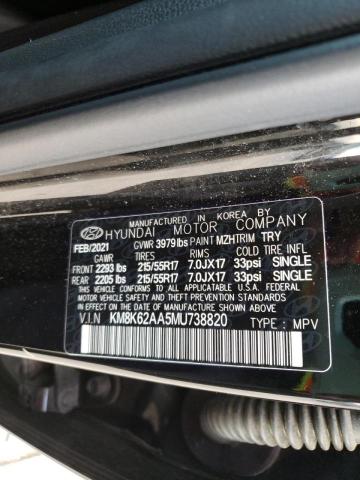 MANUFACTURED IN KOREA BY
HYUNDAI MOTOR COMPANY
FEB/2021 GVWR 3979 lbs PAINT MZH TRIM TRY
GAWR TIRES RIMS COLD TIRE INFL
FRONT 2293 lbs 215/55R17 7.0JX17 33psi SINGLE
REAR 2205 lbs 215/55R17 7.0JX17 33psi SINGLE
THIS VEHICLE CONFORMS TO ALL APPLICABLE U.S. FEDERAL MOTOR VEHICLE SAFETY, BUMPER, AND THEFT PREVENTION STANDARDS IN
EFFECT ON THE DATE OF MANUFACTURE SHOWN ABOVE.
V.I.N KM8K62AA5MU738820 TYPE : MPV